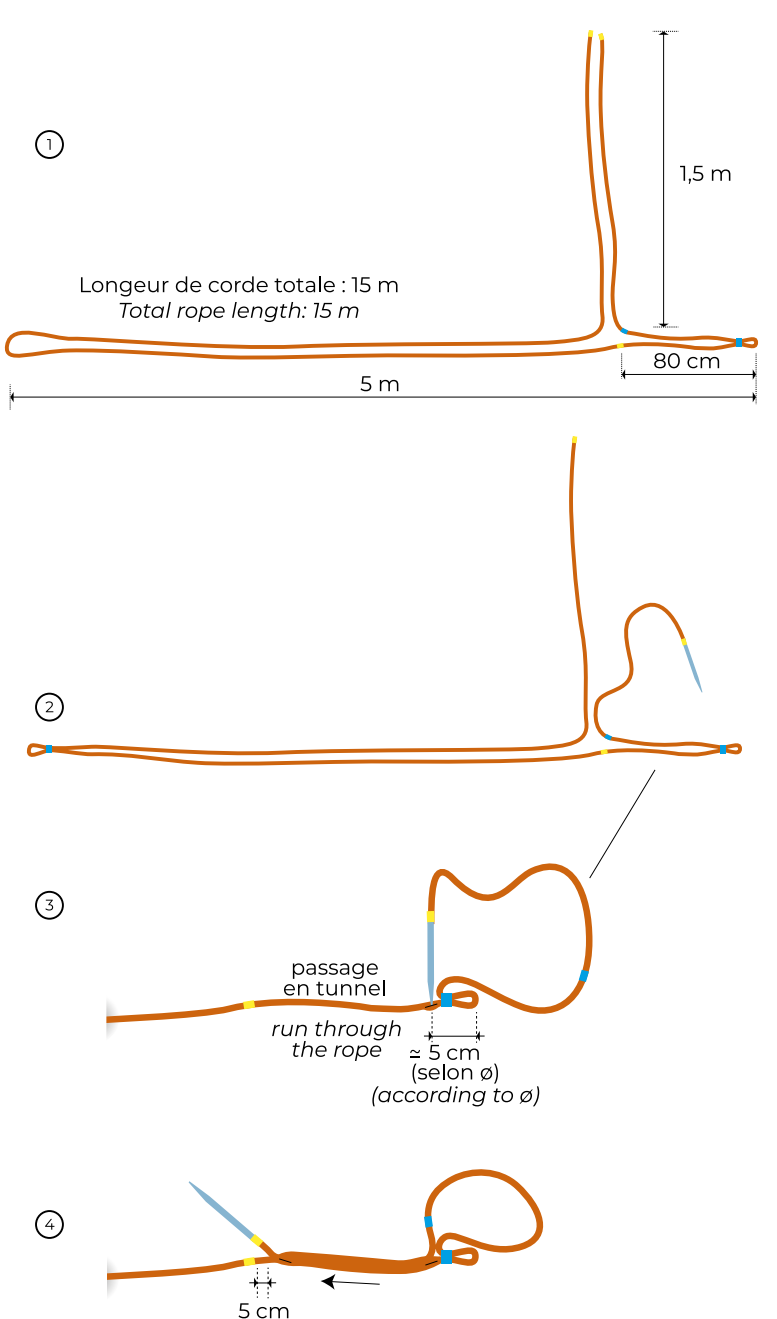 1
1,5 m
Longeur de corde totale : 15 m
Total rope length: 15 m
80 cm
5 m
2
3
passage
en tunnel
run through
the rope
≃ 5 cm
(selon ø)
(according to ø)
4
5 cm